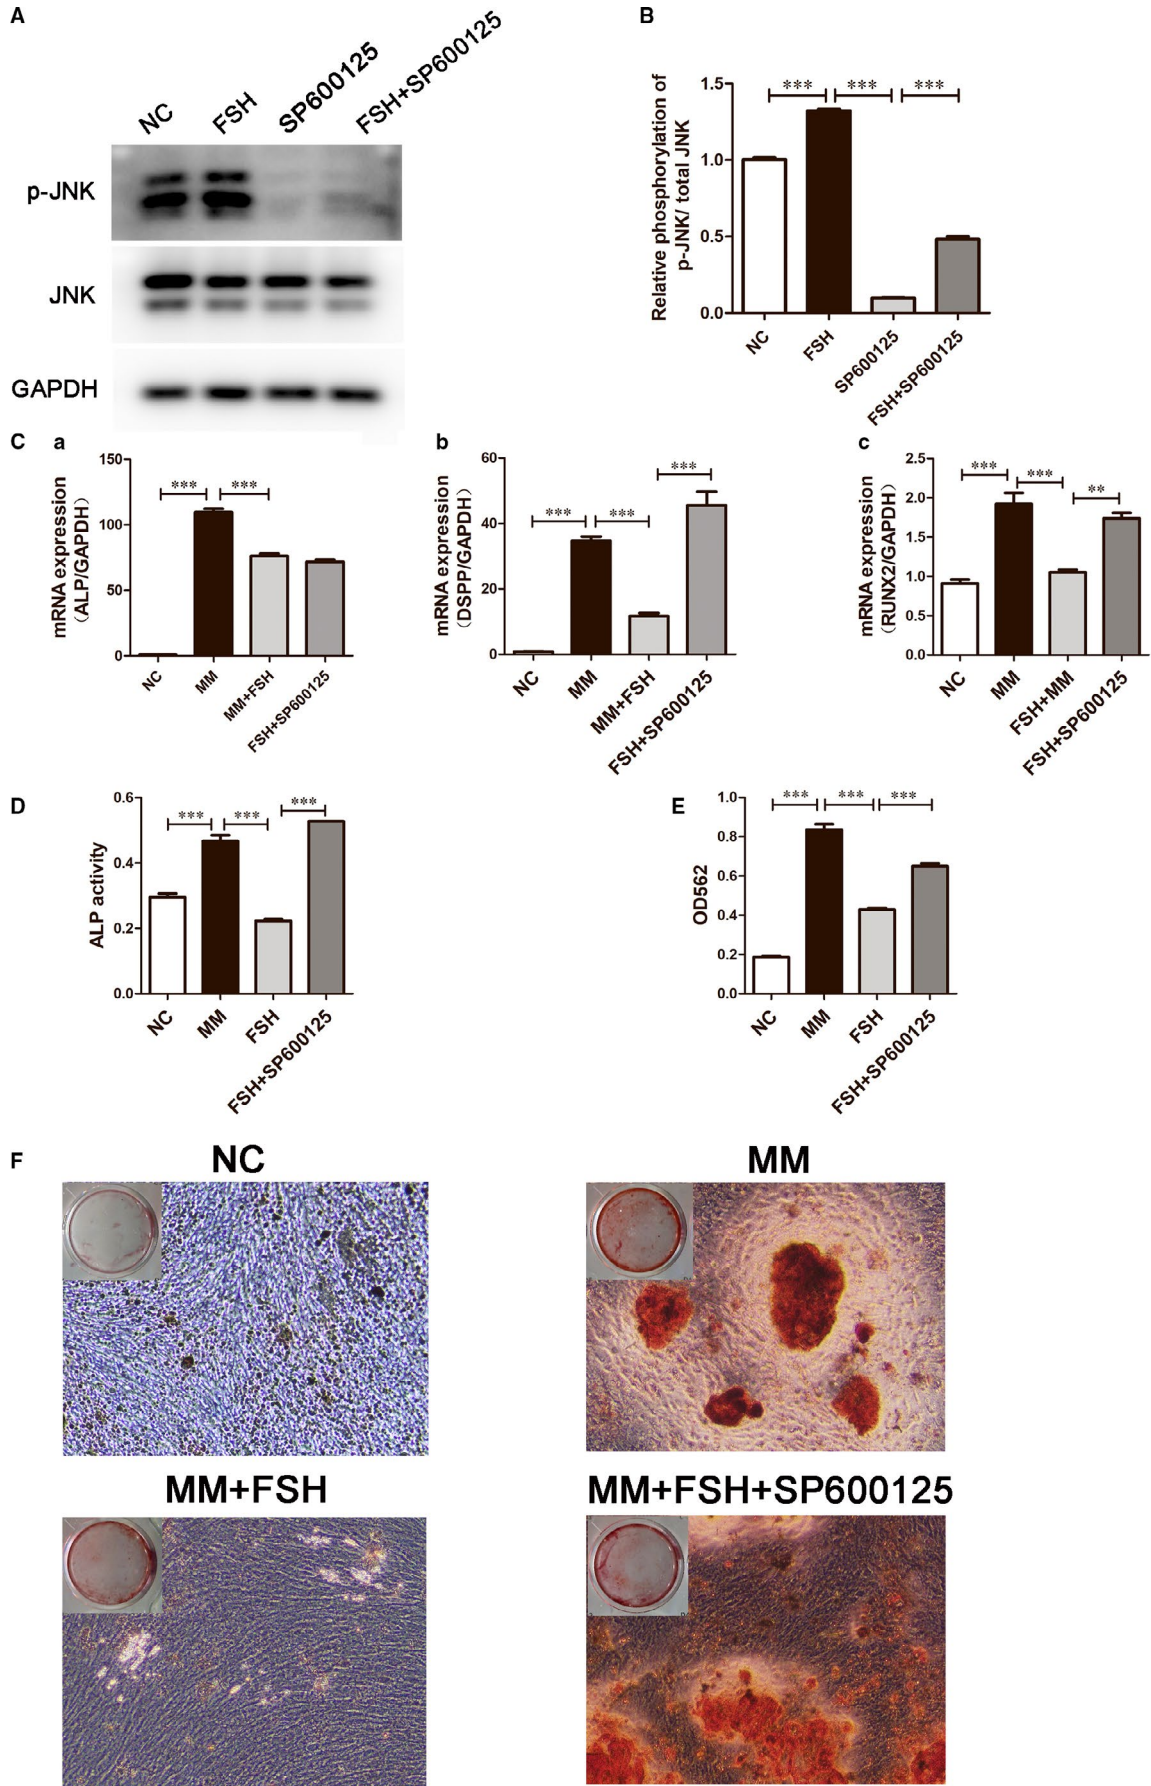 A
NC
FSH
SP600125
FSH+SP600125
p-JNK
JNK
GAPDH
B
Relative phosphorylation of
p-JNK/ total JNK
1.5
1.0
0.5
0.0
***
***
***
NC
FSH
SP600125
FSH+SP600125
C
a
mRNA expression
(ALP/GAPDH)
150
100
50
0
***
***
NC
MM
MM+FSH
FSH+SP600125
b
mRNA expression
(DSPP/GAPDH)
60
40
20
0
***
***
***
NC
MM
MM+FSH
FSH+SP600125
c
mRNA expression
(RUNX2/GAPDH)
2.5
2.0
1.5
1.0
0.5
0.0
***
***
**
NC
MM
FSH+MM
FSH+SP600125
D
ALP activity
0.6
0.4
0.2
0.0
***
***
***
NC
MM
FSH
FSH+SP600125
E
OD562
1.0
0.8
0.6
0.4
0.2
0.0
***
***
***
NC
MM
FSH
FSH+SP600125
F
NC
MM
MM+FSH
MM+FSH+SP600125